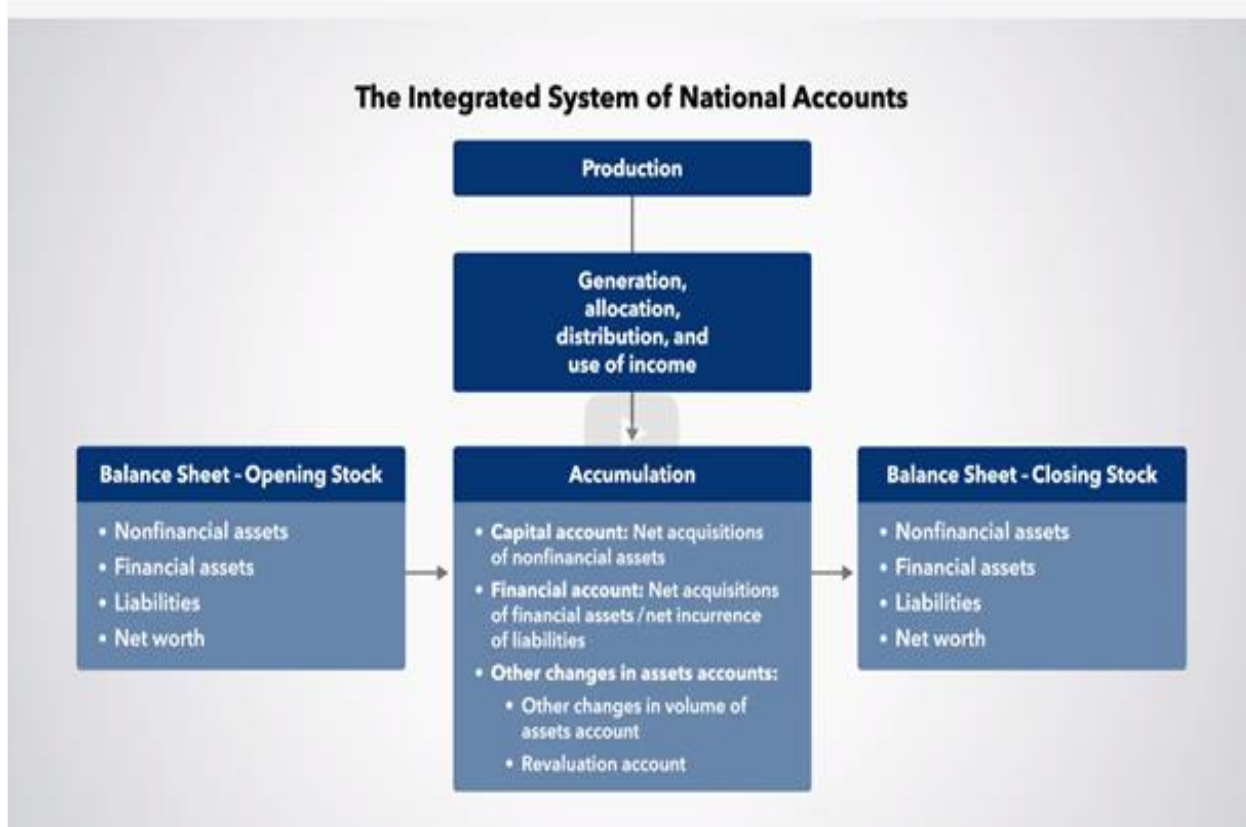 The Integrated System of National Accounts
Production
Generation,
allocation,
distribution, and
use of income
Balance Sheet - Opening Stock
• Nonfinancial assets
• Financial assets
• Liabilities
• Net worth
Accumulation
• Capital account: Net acquisitions
of nonfinancial assets
• Financial account: Net acquisitions
of financial assets / net incurrence
of liabilities
• Other changes in assets accounts:
• Other changes in volume of
assets account
• Revaluation account
Balance Sheet - Closing Stock
• Nonfinancial assets
• Financial assets
• Liabilities
• Net worth